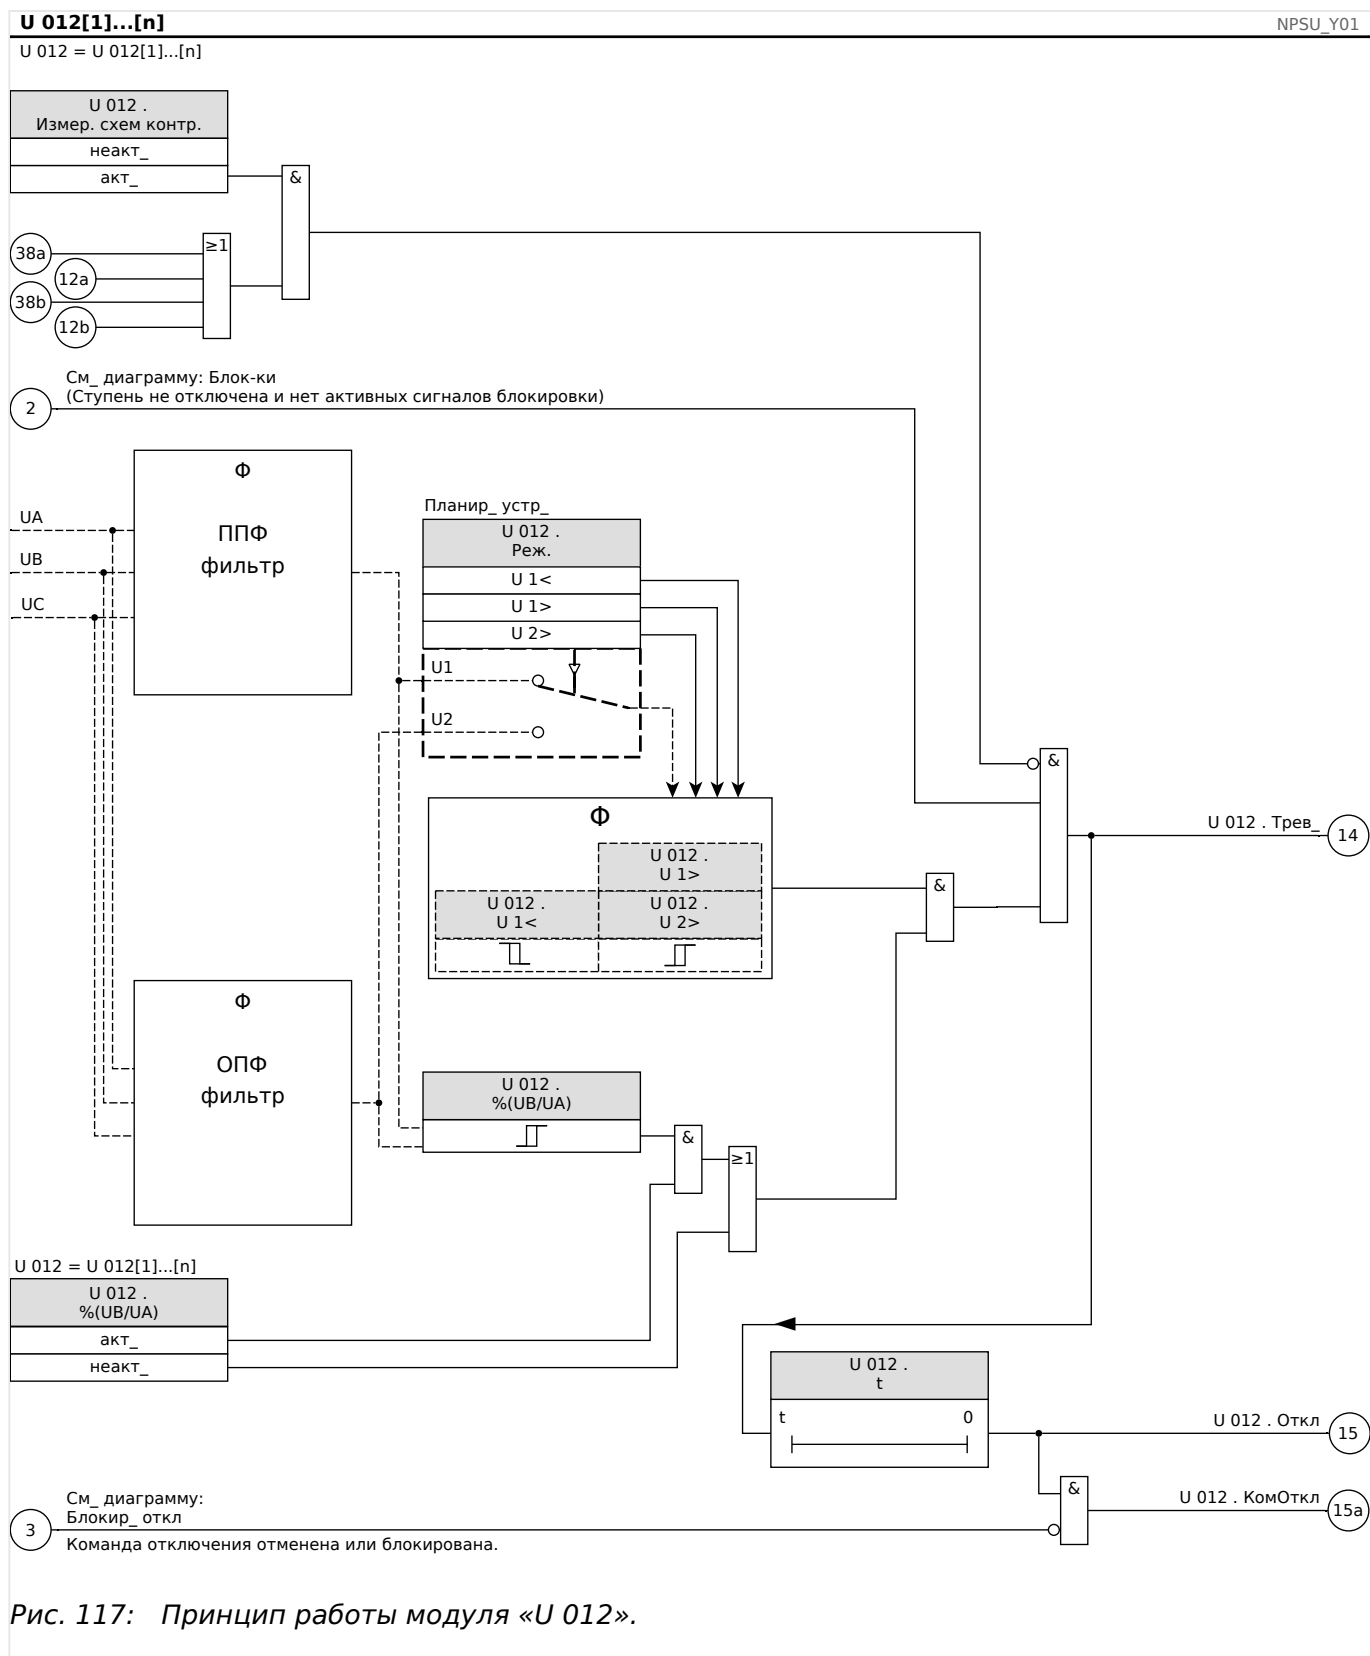 U 012[1]...[n]
NPSU_Y01
U 012 = U 012[1]...[n]
U 012 .
Измер. схем контр.
неакт_
акт_
&
38a
≥1
12a
38b
12b
См_ диаграмму: Блок-ки
(Ступень не отключена и нет активных сигналов блокировки)
2
Φ
ППФ
фильтр
UA
UB
UC
Планир_ устр_
U 012 .
Реж.
U 1<
U 1>
U 2>
U1
U2
&
Φ
U 012 .
U 1>
U 012 .
U 1<
U 012 .
U 2>
&
U 012 . Трев_
14
Φ
ОПФ
фильтр
U 012 .
%(UB/UA)
&
≥1
U 012 = U 012[1]...[n]
U 012 .
%(UB/UA)
акт_
неакт_
U 012 .
t
t
0
U 012 . Откл
15
&
U 012 . КомОткл
15a
См_ диаграмму:
Блокир_ откл
3
Команда отключения отменена или блокирована.
Рис. 117: Принцип работы модуля «U 012».